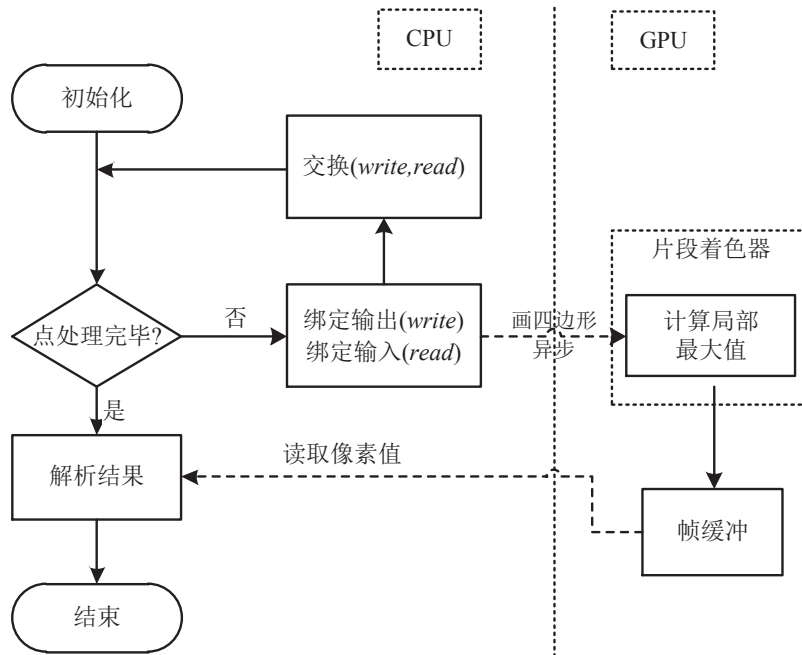 CPU
GPU
初始化
交换(write,read)
片段着色器
点处理完毕?
否
绑定输出(write)
绑定输入(read)
画四边形
异步
计算局部
最大值
是
解析结果
读取像素值
帧缓冲
结束